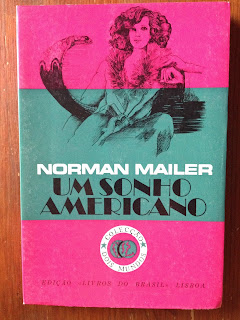 NORMAN MAILER
UM SONHO
AMERICANO
COLECÇÃO
DOIS MUNDOS
EDIÇÃO «LIVROS DO BRASIL» LISBOA